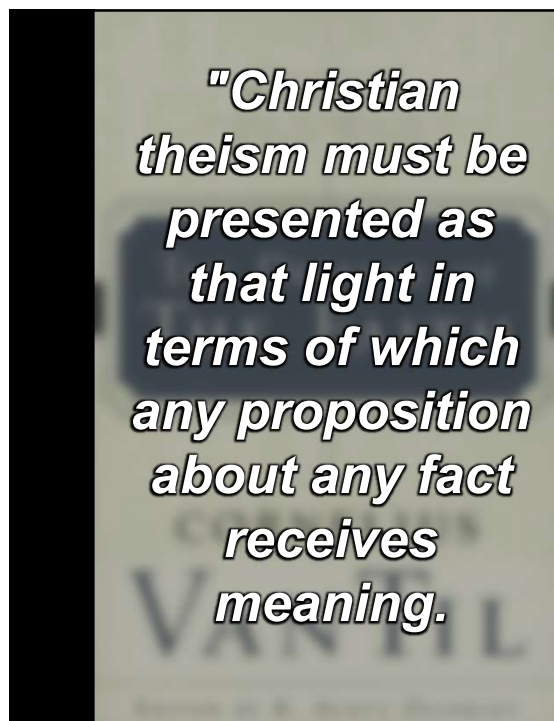 "Christian
theism must be
presented as
that light in
terms of which
any proposition
about any fact
receives
meaning.
VAN TIL